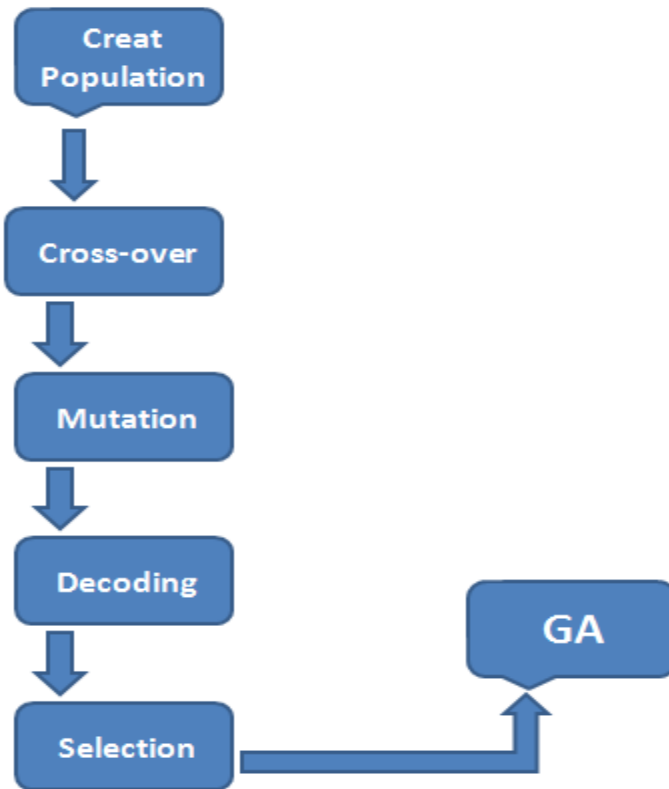 Creat
Population
Cross-over
Mutation
Decoding
GA
Selection